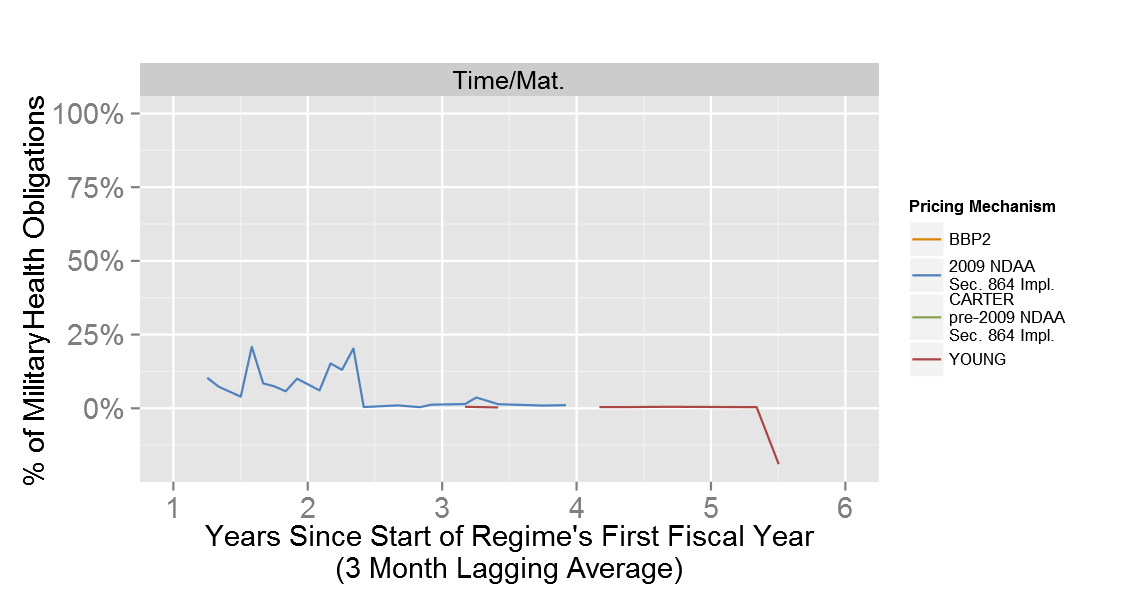 Time/Mat.
% of MilitaryHealth Obligations
100%
75%
50%
25%
0%
1 2 3 4 5 6
Years Since Start of Regime's First Fiscal Year
(3 Month Lagging Average)
Pricing Mechanism
BBP2
2009 NDAA
Sec. 864 Impl.
CARTER
pre-2009 NDAA
Sec. 864 Impl.
YOUNG